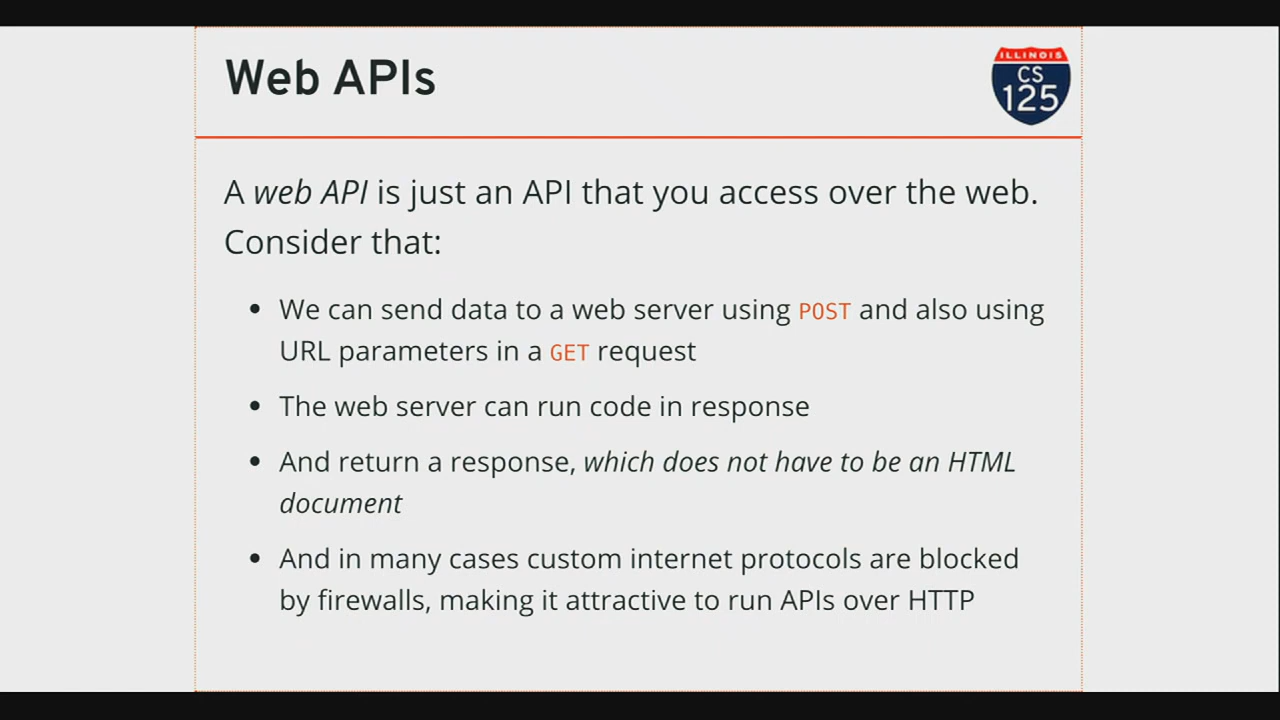 Web APIs
ILLINOIS
CS
125
A web API is just an API that you access over the web.
Consider that:
• We can send data to a web server using POST and also using
URL parameters in a GET request
• The web server can run code in response
• And return a response, which does not have to be an HTML
document
• And in many cases custom internet protocols are blocked
by firewalls, making it attractive to run APIs over HTTP